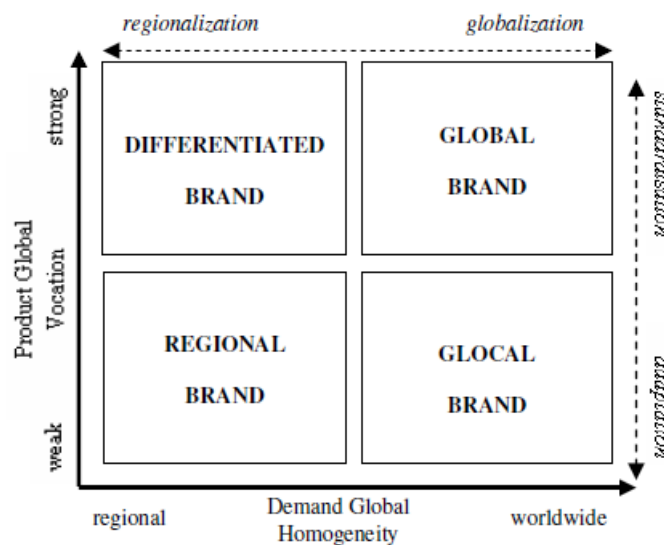 regionalization globalization
strong
DIFFERENTIATED
BRAND
GLOBAL
BRAND
Product Global
Vocation
REGIONAL
BRAND
GLOCAL
BRAND
adaptation
weak
regional
Demand Global
Homogeneity
worldwide